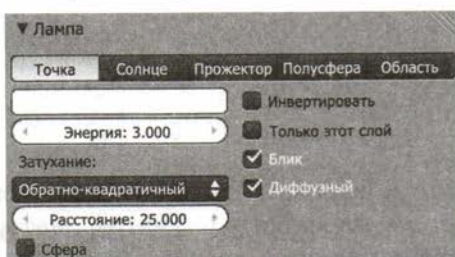 Лампа
Точка Солнце Прожектор Полусфера Область
Инвертировать
Энергия: 3.000
Только этот слой
Затухание:
Блик
Обратно-квадратичный
Диффузный
Расстояние: 25.000
Сфера